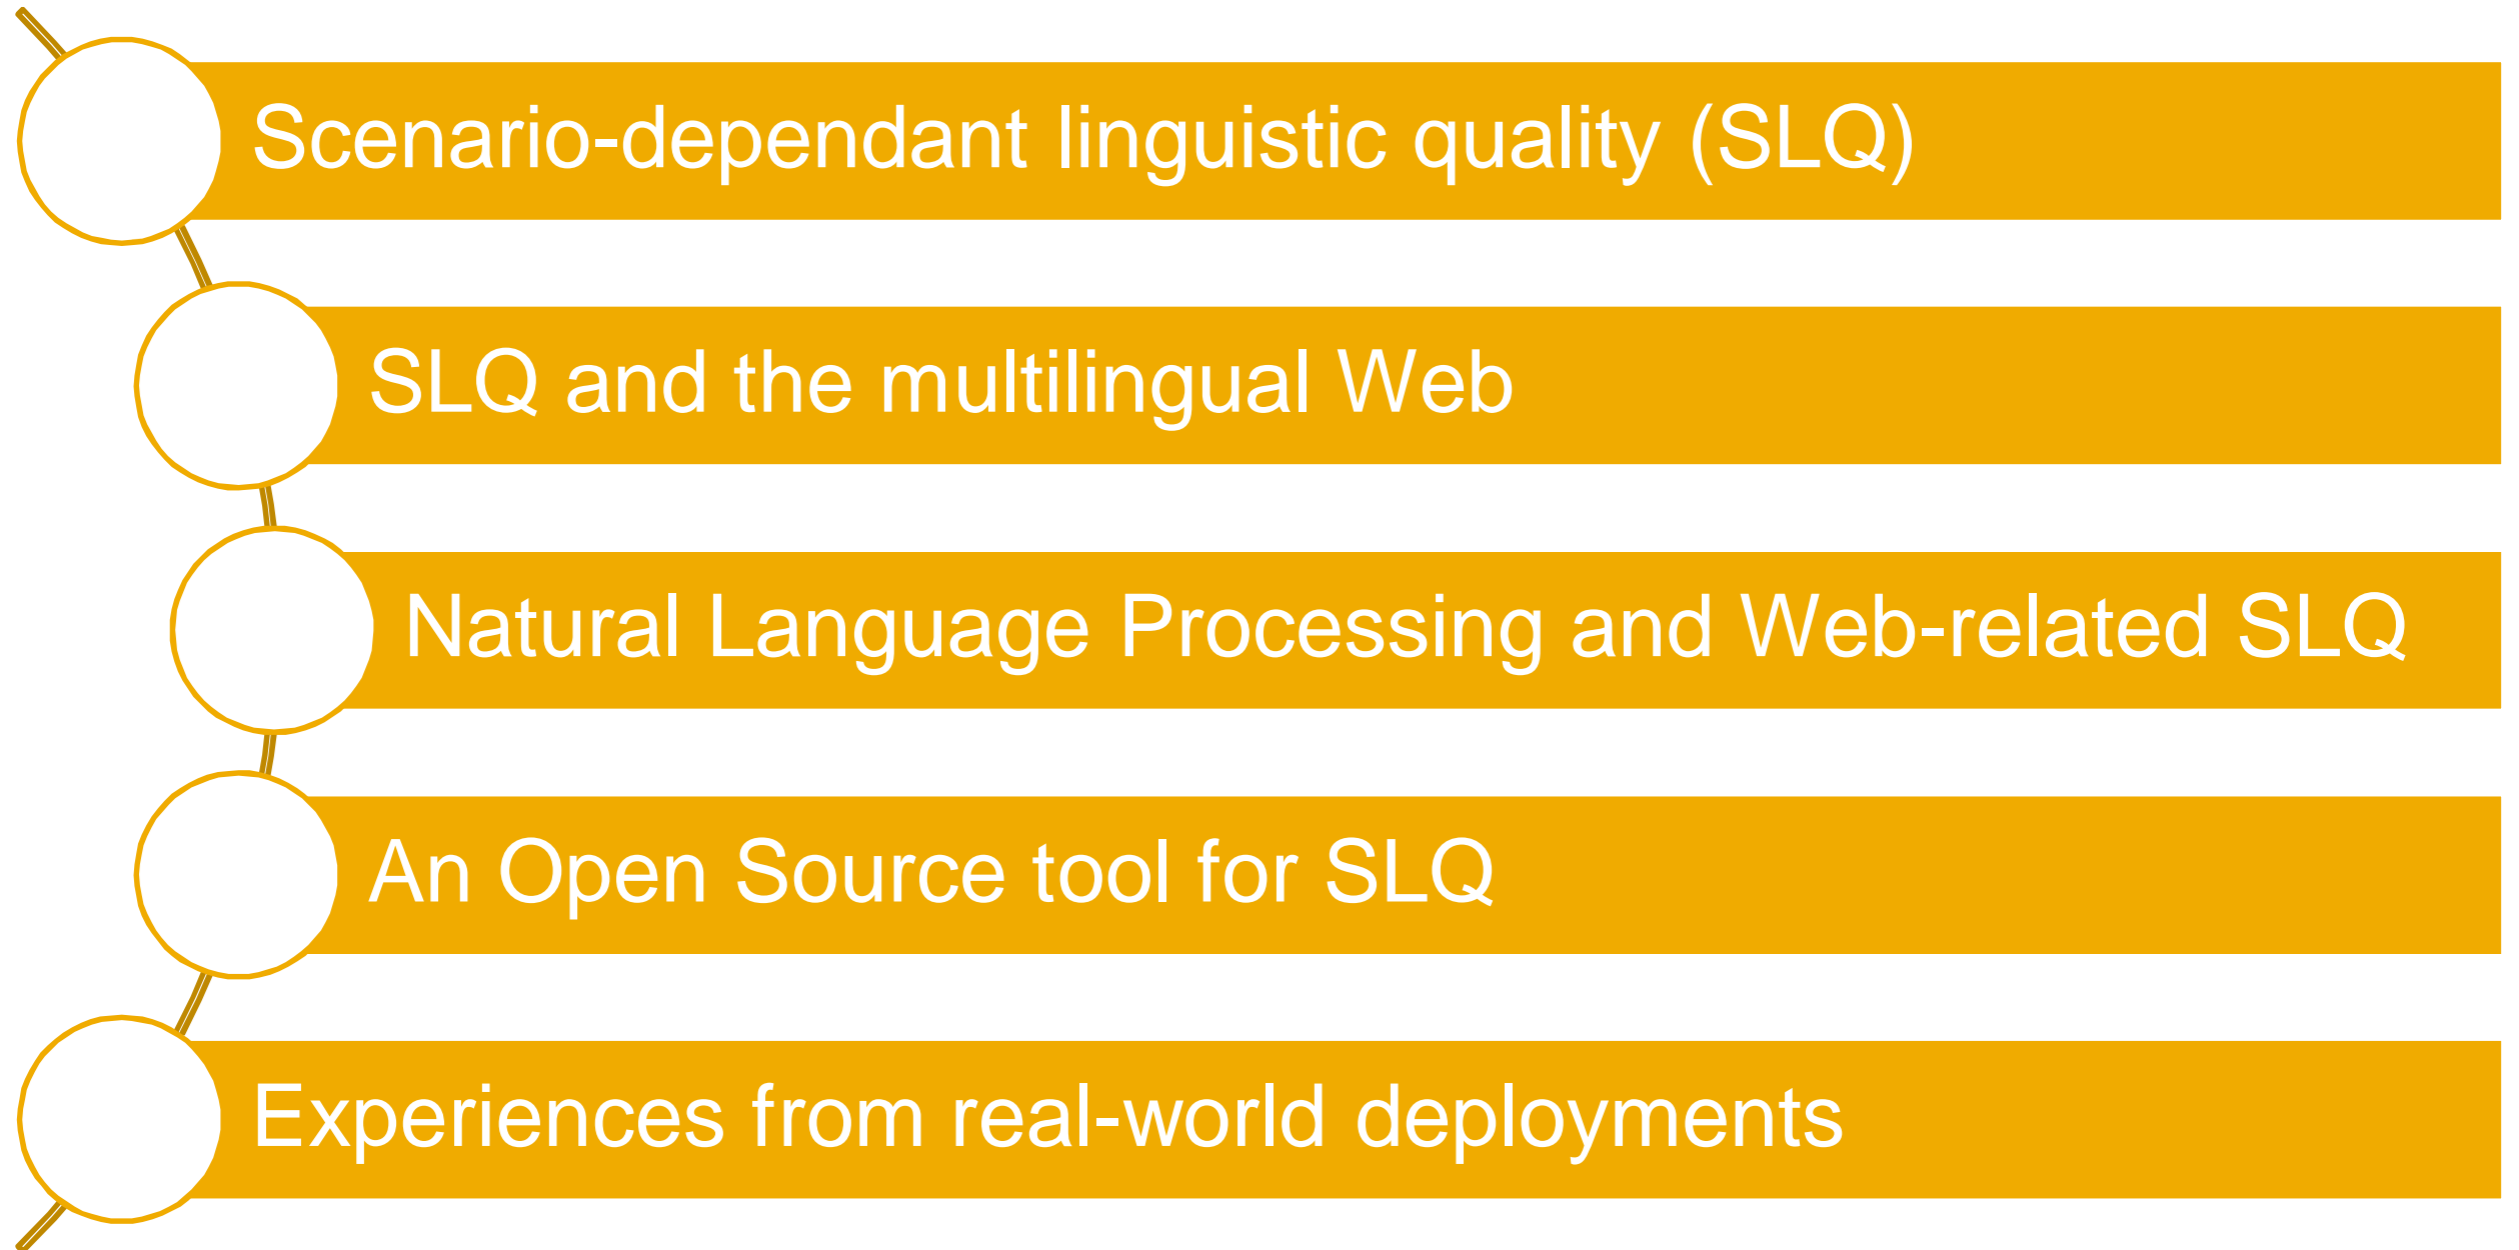 Scenario-dependant linguistic quality (SLQ)
SLQ and the multilingual Web
Natural Language Processing and Web-related SLQ
An Open Source tool for SLQ
Experiences from real-world deployments